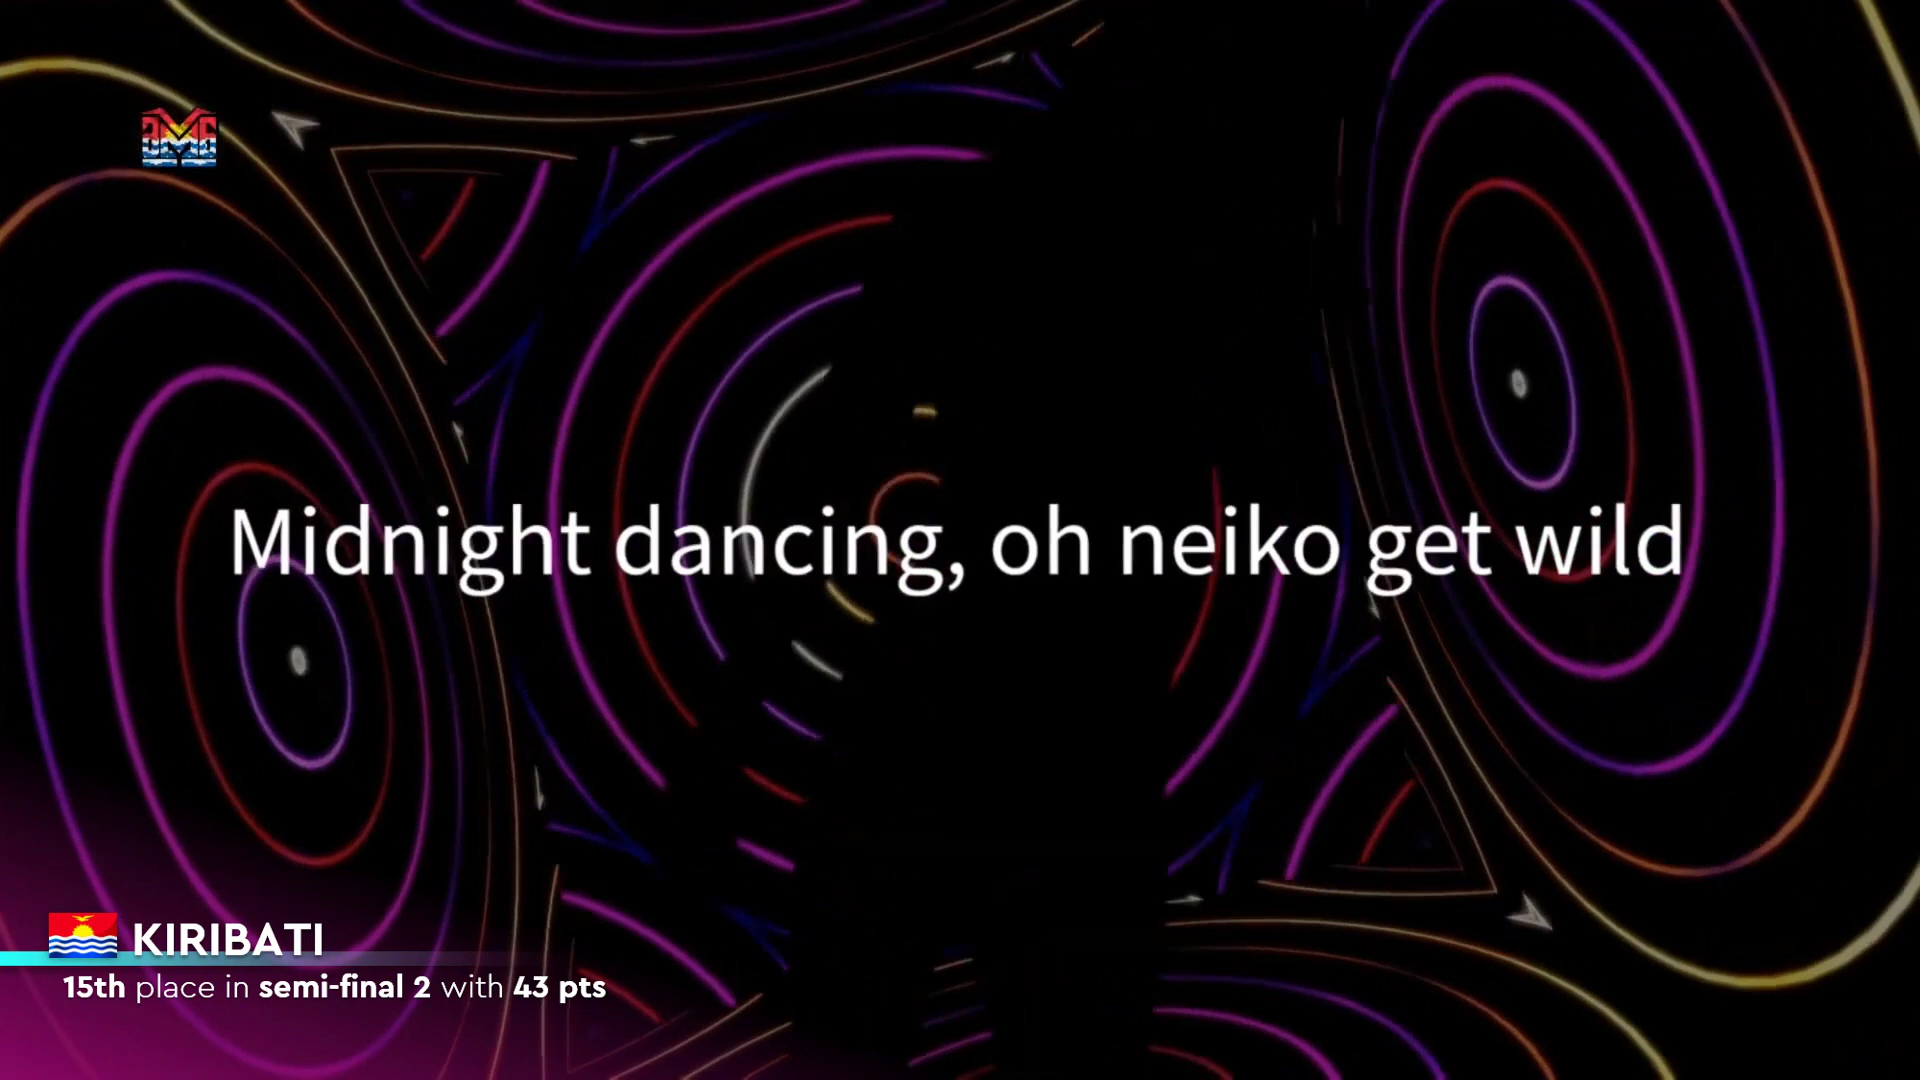 Midnight dancing, oh neiko get wild
KIRIBATI
15th place in semi-final 2 with 43 pts